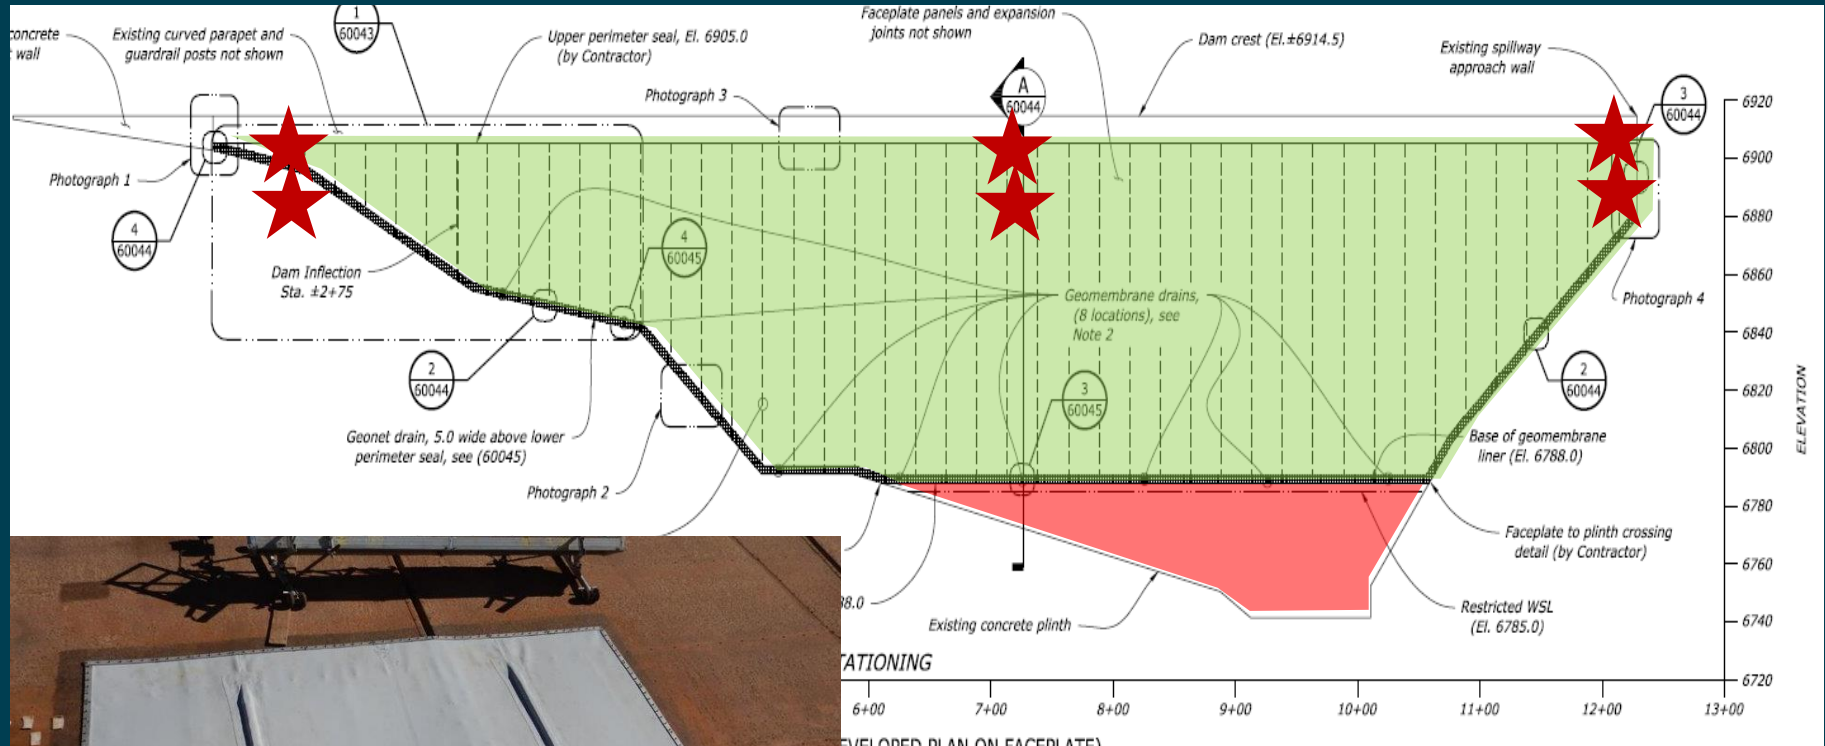 concrete
wall
Existing curved parapet and
guardrail posts not shown
1
60043
Upper perimeter seal, El. 6905.0
(by Contractor)
Faceplate panels and expansion
joints not shown
Dam crest (El.±6914.5)
Existing spillway
approach wall
Photograph 3
A
60044
3
60044
Photograph 1
4
60044
Dam Inflection
Sta. ±2+75
4
60045
Geomembrane drains,
(8 locations), see
Note 2
Photograph 4
2
60044
3
60045
2
60044
Geonet drain, 5.0 wide above lower
perimeter seal, see (60045)
Base of geomembrane
liner (El. 6788.0)
Photograph 2
Faceplate to plinth crossing
detail (by Contractor)
88.0
Existing concrete plinth
Restricted WSL
(El. 6785.0)
6920
6900
6880
6860
6840
6820
6800
6780
6760
6740
6720
ELEVATION
TATIONING
6+00
7+00
8+00
9+00
10+00
11+00
12+00
13+00
EVELOPED PLAN ON FACEPLATE)